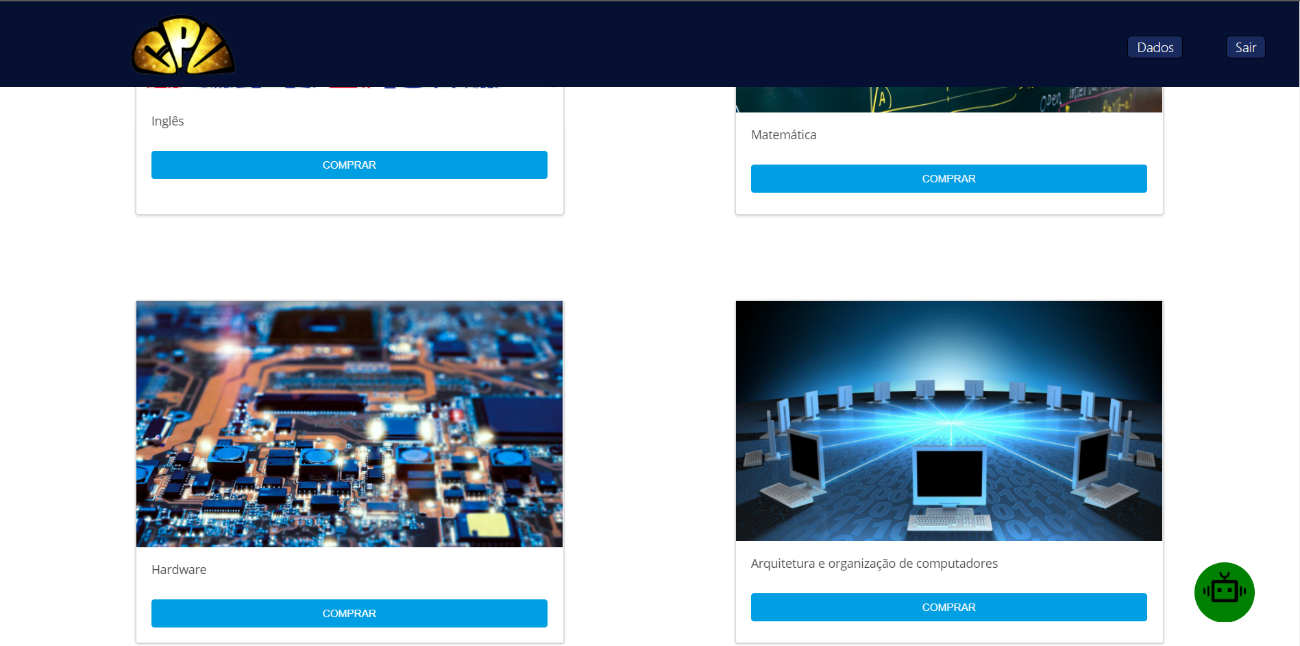 Dados
Sair
Inglês
COMPRAR
Matemática
COMPRAR
Hardware
COMPRAR
Arquitetura e organização de computadores
COMPRAR